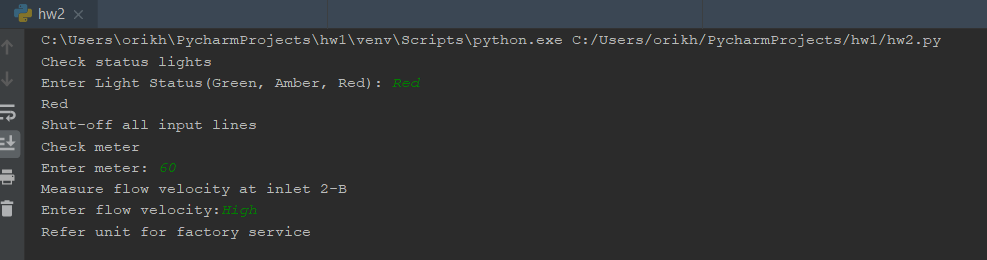 hw2
C:\Users\orikh\PycharmProjects\hw1\venv\Scripts\python.exe C:/Users/orikh/PycharmProjects/hw1/hw2.py
Check status lights
Enter Light Status(Green, Amber, Red): Red
Red
Shut-off all input lines
Check meter
Enter meter: 60
Measure flow velocity at inlet 2-B
Enter flow velocity:High
Refer unit for factory service